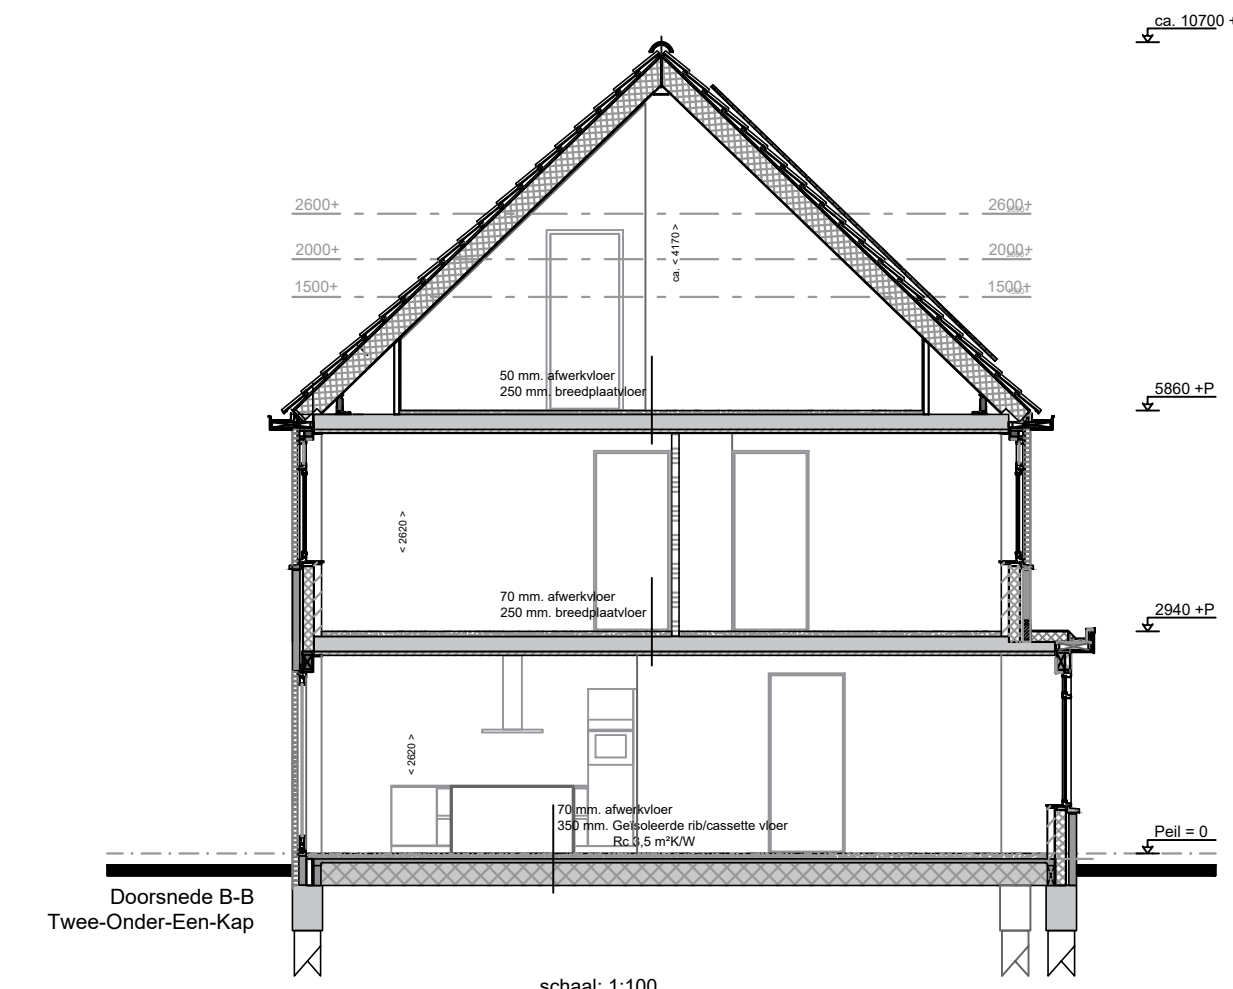 ca. 10700 +
2600+
2600+
2000+
2000+
1500+
1500+
ca. < 4170 >
50 mm. afwerkvloer
250 mm. breedplaatvloer
5860 +P
< 2620 >
70 mm. afwerkvloer
250 mm. breedplaatvloer
2940 +P
< 2620 >
70 mm. afwerkvloer
350 mm. Geïsoleerde rib/cassette vloer
Rc 3,5 m²K/W
Peil = 0
Doorsnede B-B
Twee-Onder-Een-Kap
schaal: 1:100